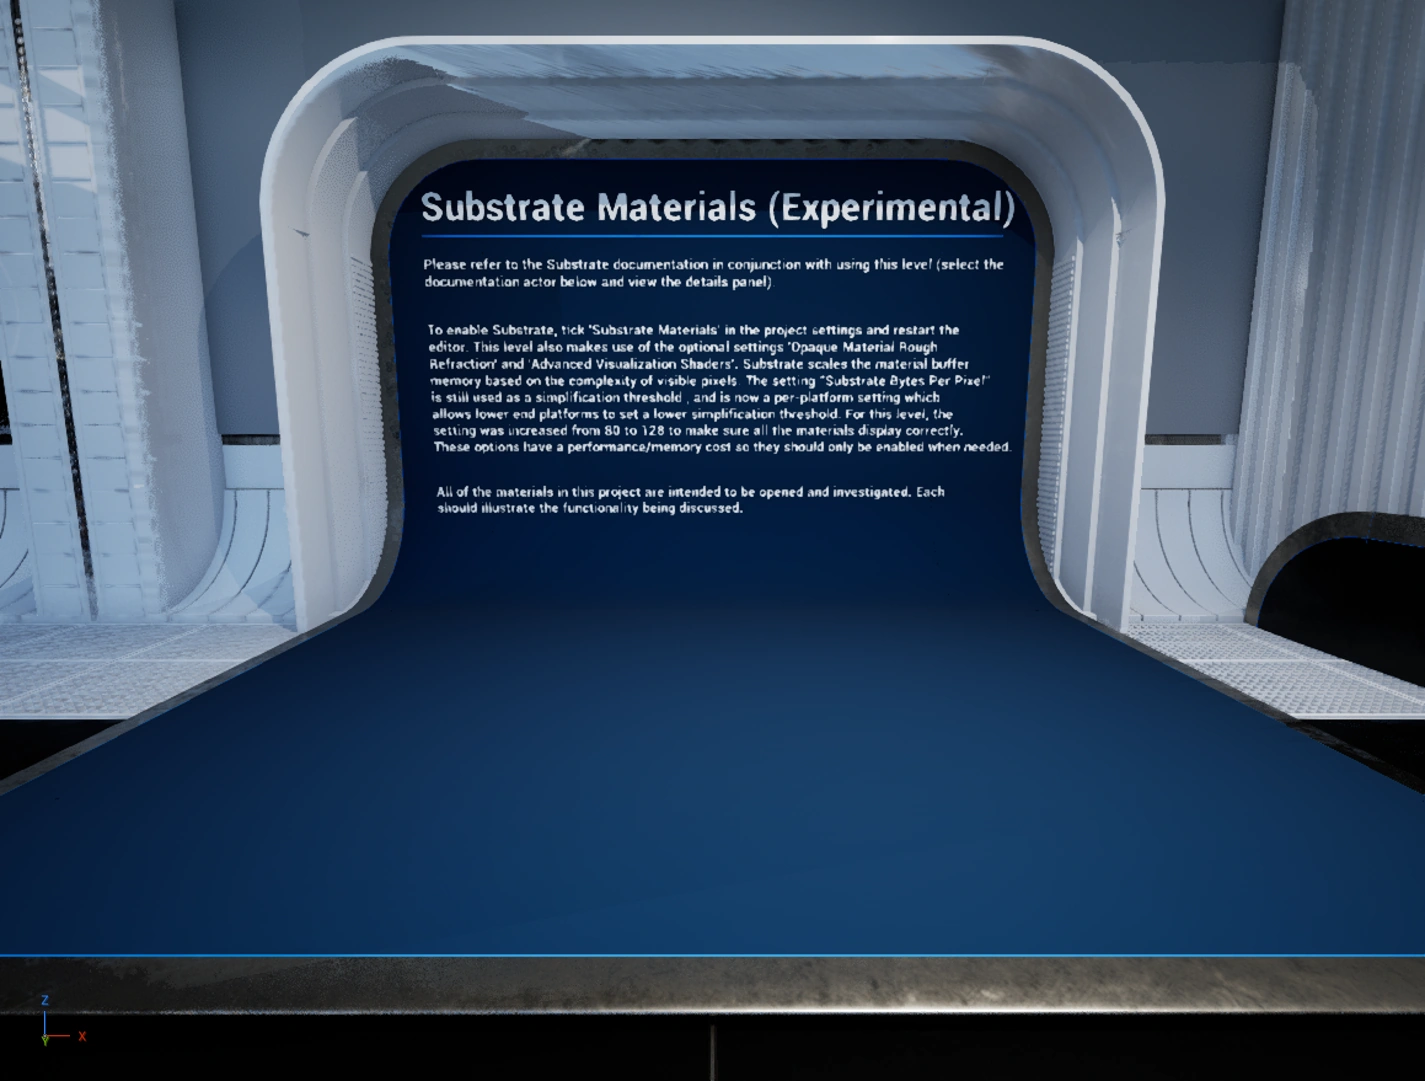 Substrate Materials (Experimental)
Please refer to the Substrate documentation in conjunction with using this level (select the
documentation actor below and view the details panel)
To enable Substrate, tick 'Substrate Materials' in the project settings and restart the
editor. This level also makes use of the optional settings 'Opaque Material Rough
Refraction' and 'Advanced Visualization Shaders'. Substrate scales the material buffer
memory based on the complexity of visible pixels. The setting "Substrate Bytes Per Pixel"
is still used as a simplification threshold , and is now a per-platform setting which
allows lower end platforms to set a lower simplification threshold. For this level, the
setting was increased from 80 to 128 to make sure all the materials display correctly.
These options have a performance/memory cost so they should only be enabled when needed.
All of the materials in this project are intended to be opened and investigated. Each
should illustrate the functionality being discussed.
Z
X
Y